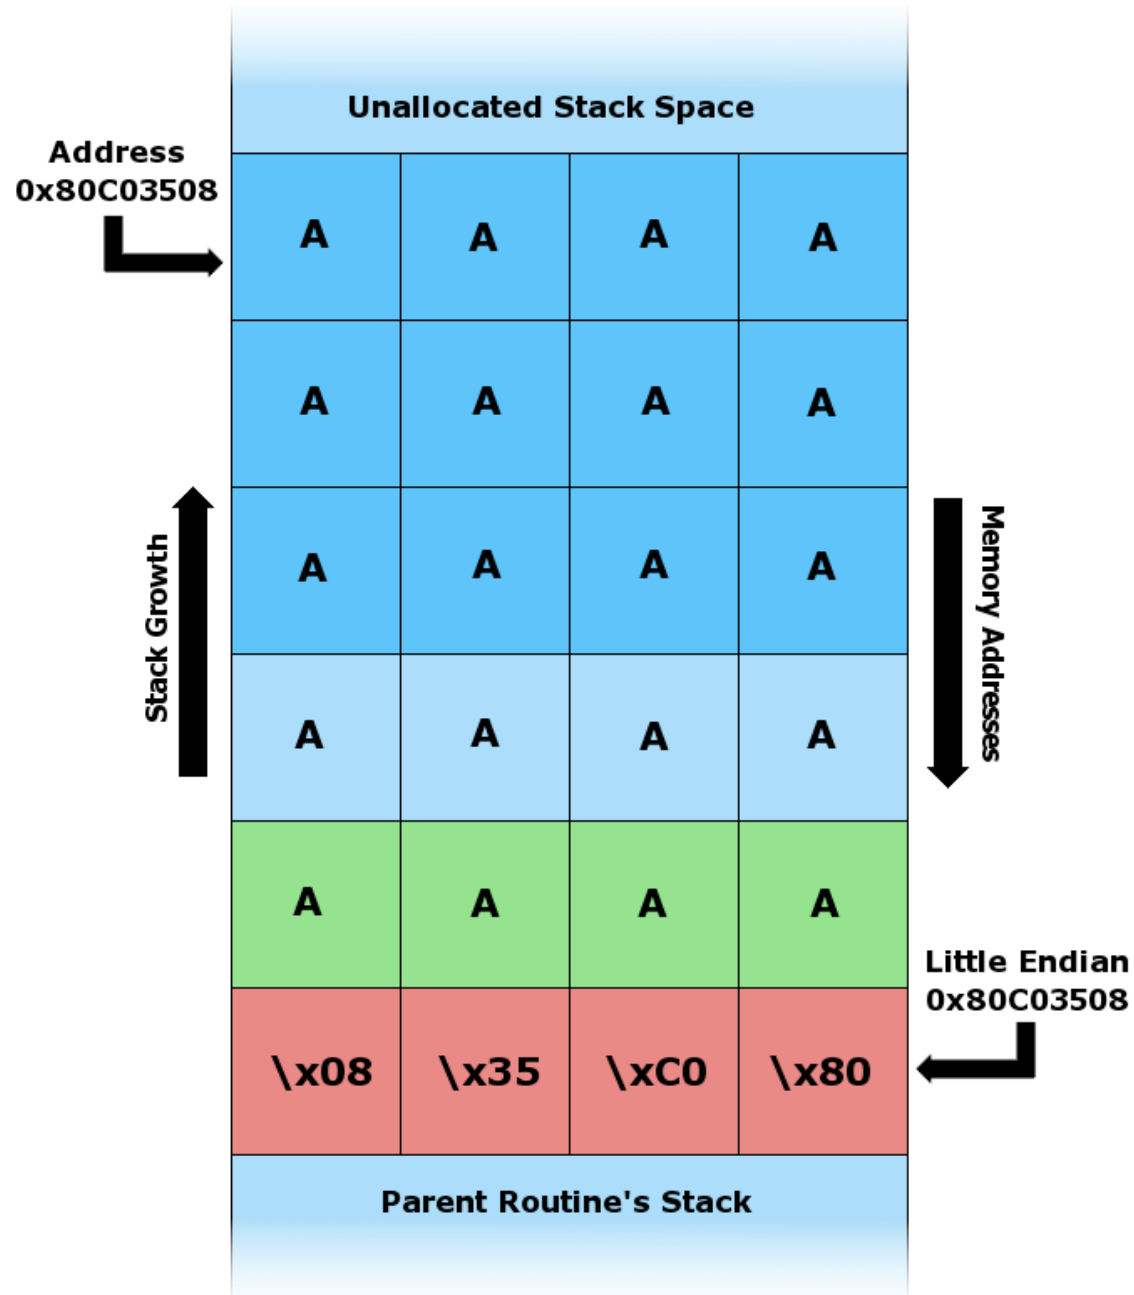 Unallocated Stack Space
Address
0x80C03508
A A A A
A A A A
A A A A
Stack Growth
Memory Addresses
A A A A
A A A A
Little Endian
0x80C03508
\x08 \x35 \xC0 \x80
Parent Routine's Stack